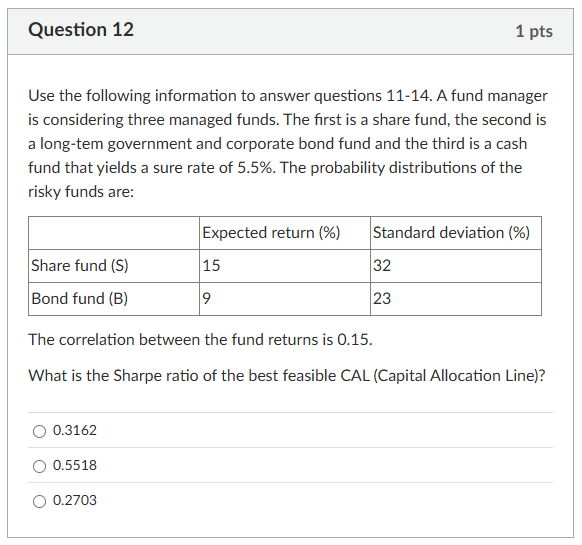 Question 12
1 pts
Use the following information to answer questions 11-14. A fund manager
is considering three managed funds. The first is a share fund, the second is
a long-tem government and corporate bond fund and the third is a cash
fund that yields a sure rate of 5.5%. The probability distributions of the
risky funds are:
Expected return (%) Standard deviation (%)
Share fund (S) 15 32
Bond fund (B) 9 23
The correlation between the fund returns is 0.15.
What is the Sharpe ratio of the best feasible CAL (Capital Allocation Line)?
0.3162
0.5518
0.2703